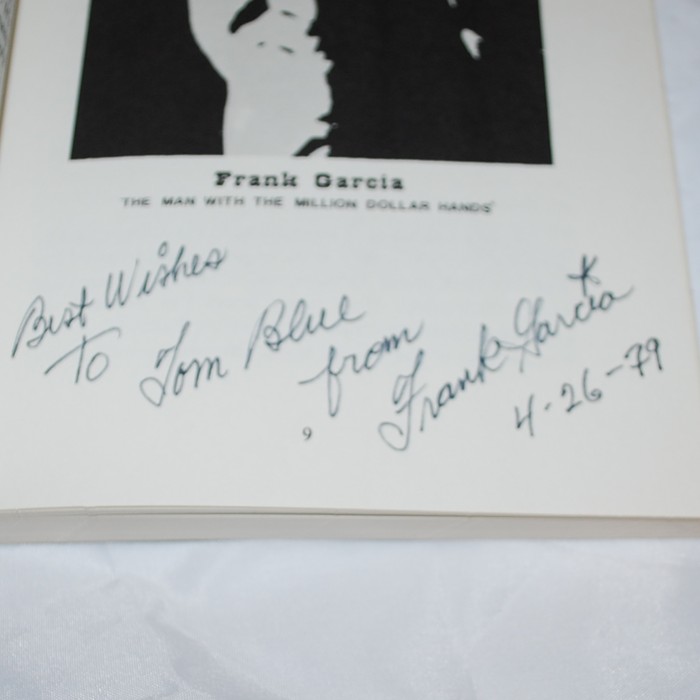 Frank Garcia
'THE MAN WITH THE MILLION DOLLAR HANDS'
Best Wishes
To Tom Blue
from
Frank Garcia
4-26-79
9